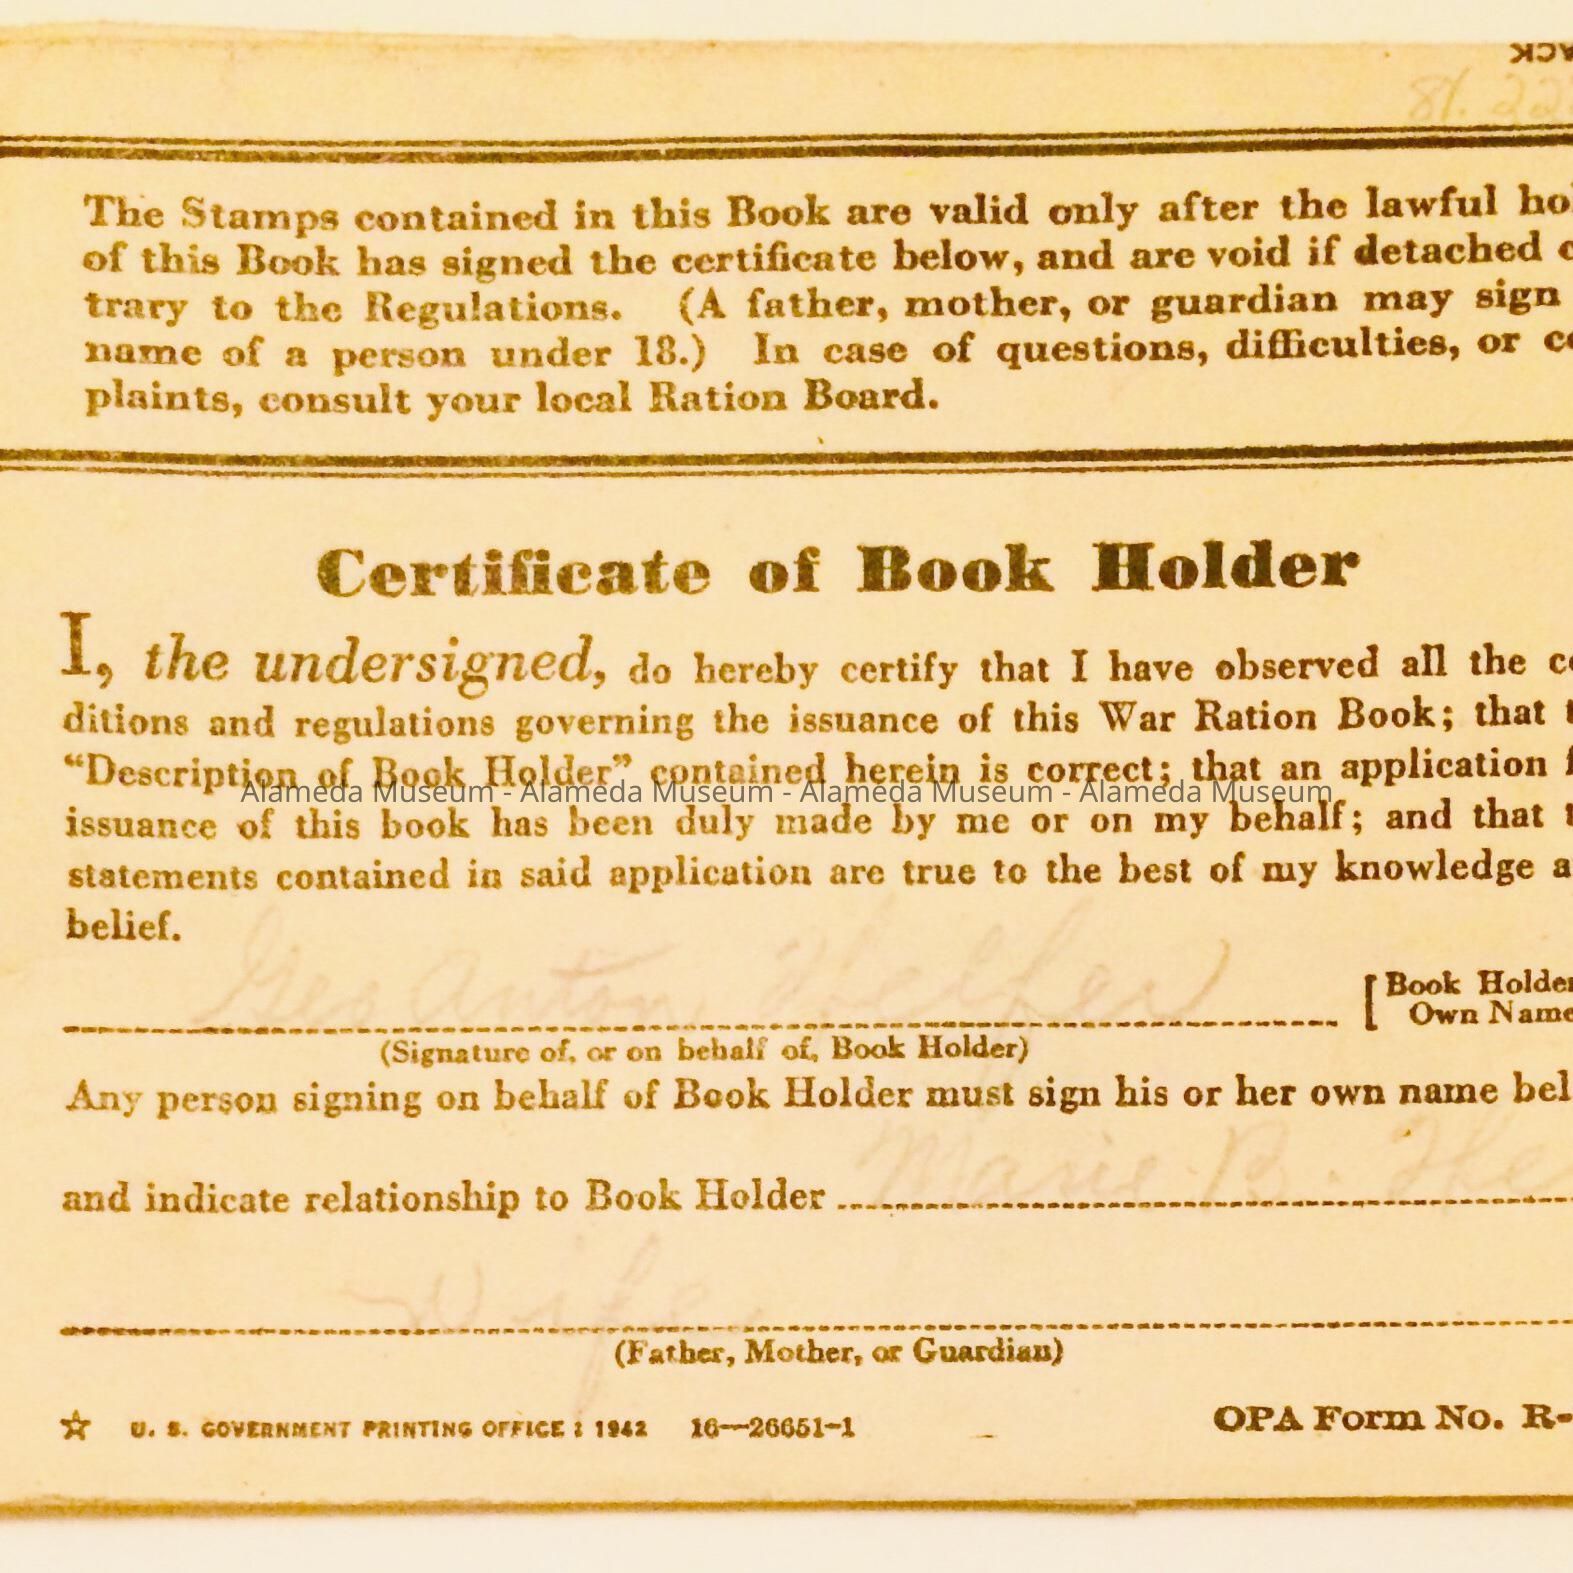 The Stamps contained in this Book are valid only after the lawful
of this Book has signed the certificate below, and are void if detached
trary to the Regulations. (A father, mother, or guardian may sign
name of a person under 18.) In case of questions, difficulties, or
plaints, consult your local Ration Board.
Certificate of Book Holder
I, the undersigned, do hereby certify that I have observed all the
ditions and regulations governing the issuance of this War Ration Book; that
“Description of Book Holder” contained herein is correct; that an application
Alameda Museum - Alameda Museum - Alameda Museum - Alameda Museum
issuance of this book has been duly made by me or on my behalf; and that
statements contained in said application are true to the best of my knowledge
belief.
Geo Anton Helfer
[Book Holder
Own Name
(Signature of, or on behalf of, Book Holder)
Any person signing on behalf of Book Holder must sign his or her own name
Marie B.
and indicate relationship to Book Holder
Wife
(Father, Mother, or Guardian)
☆ U. S. GOVERNMENT PRINTING OFFICE : 1942 16—26651-1 OPA Form No. R-